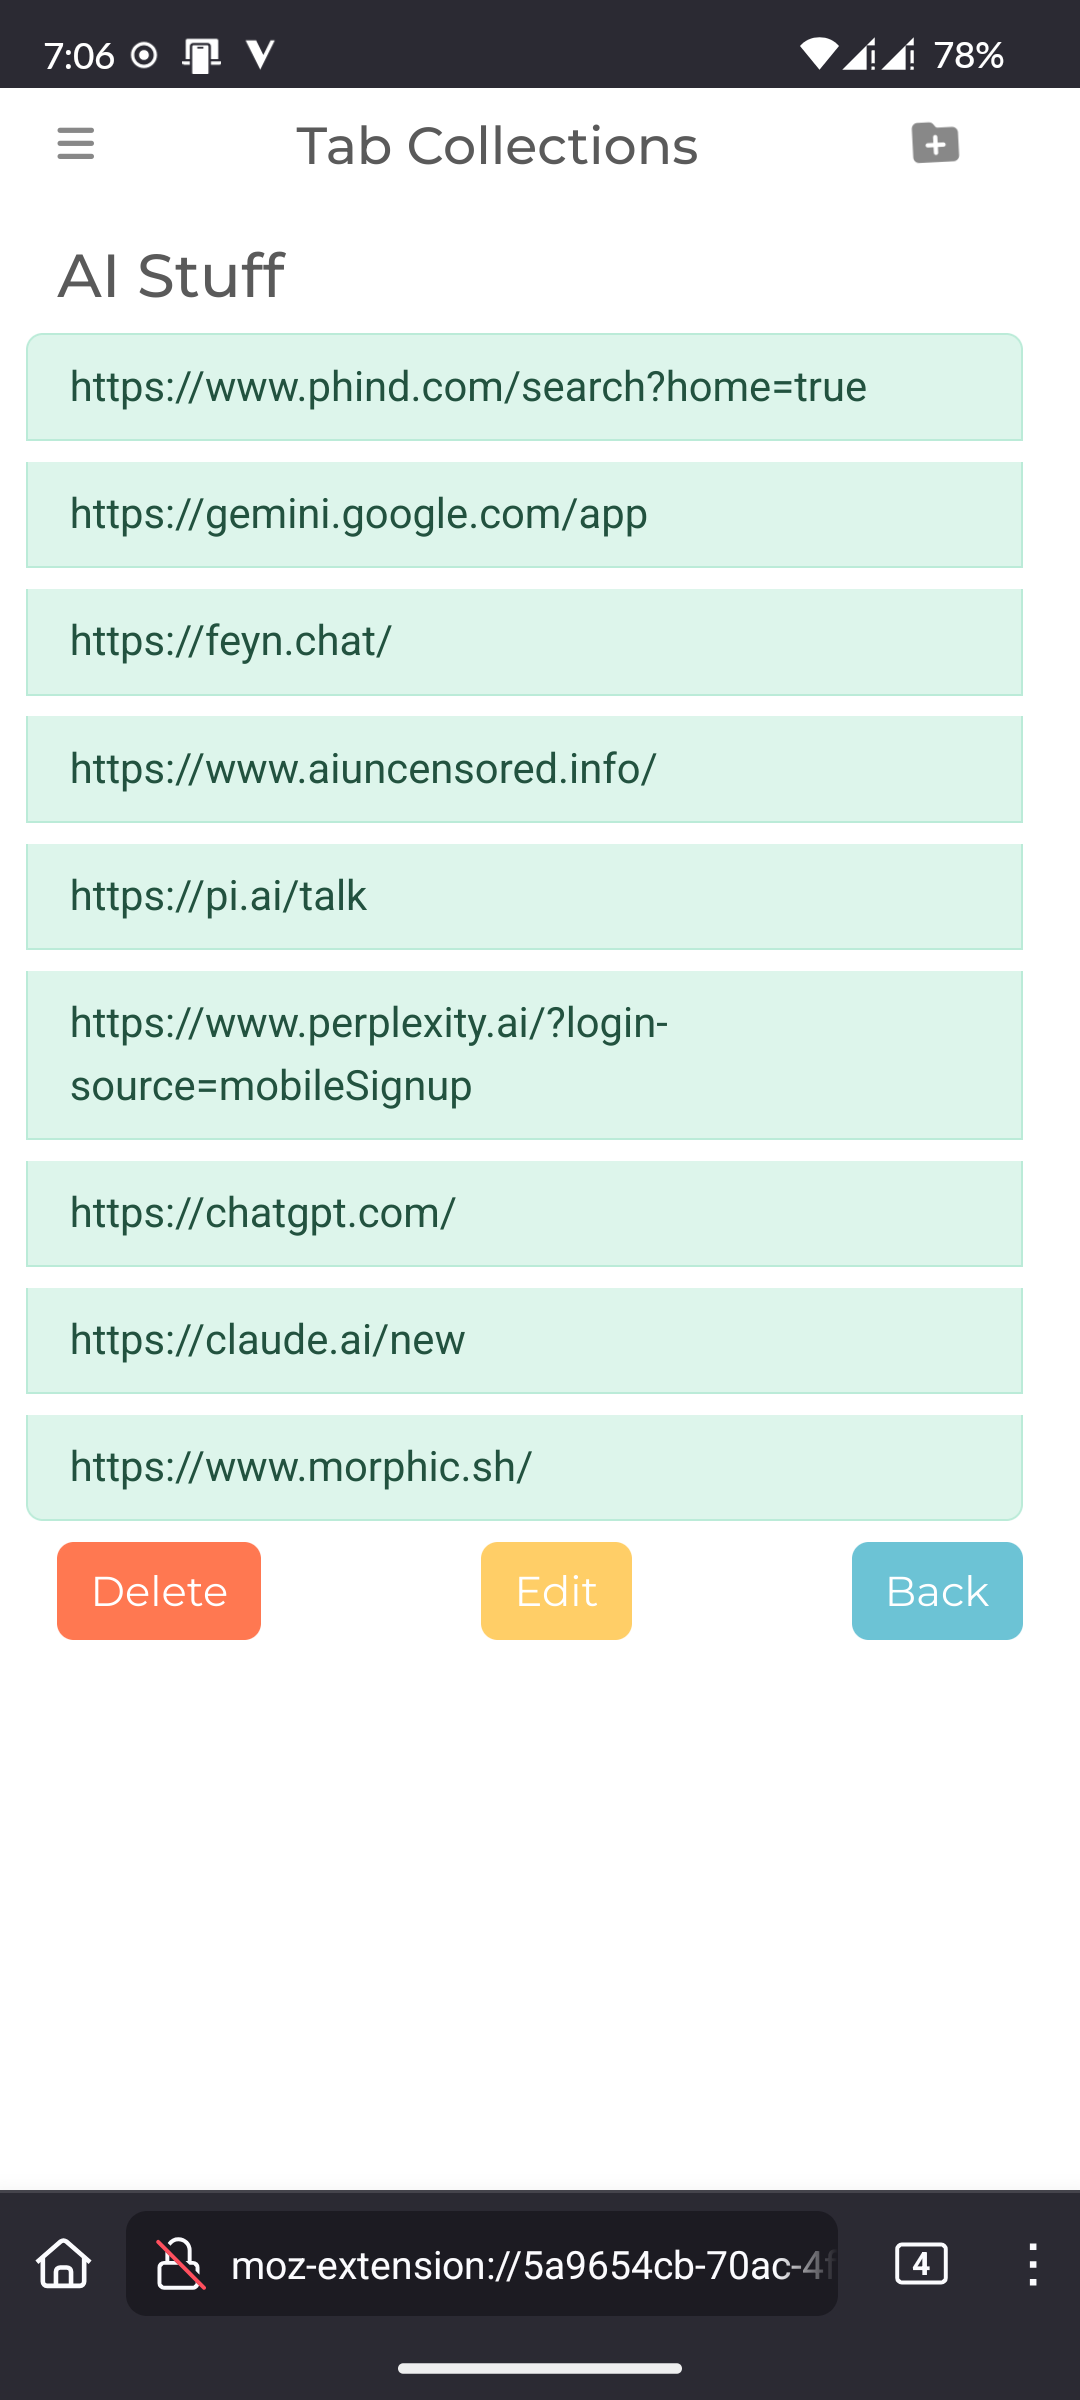 7:06 78%
Tab Collections
AI Stuff
https://www.phind.com/search?home=true
https://gemini.google.com/app
https://feyn.chat/
https://www.aiuncensored.info/
https://pi.ai/talk
https://www.perplexity.ai/?login-
source=mobileSignup
https://chatgpt.com/
https://claude.ai/new
https://www.morphic.sh/
Delete Edit Back
moz-extension://5a9654cb-70ac-4f 4